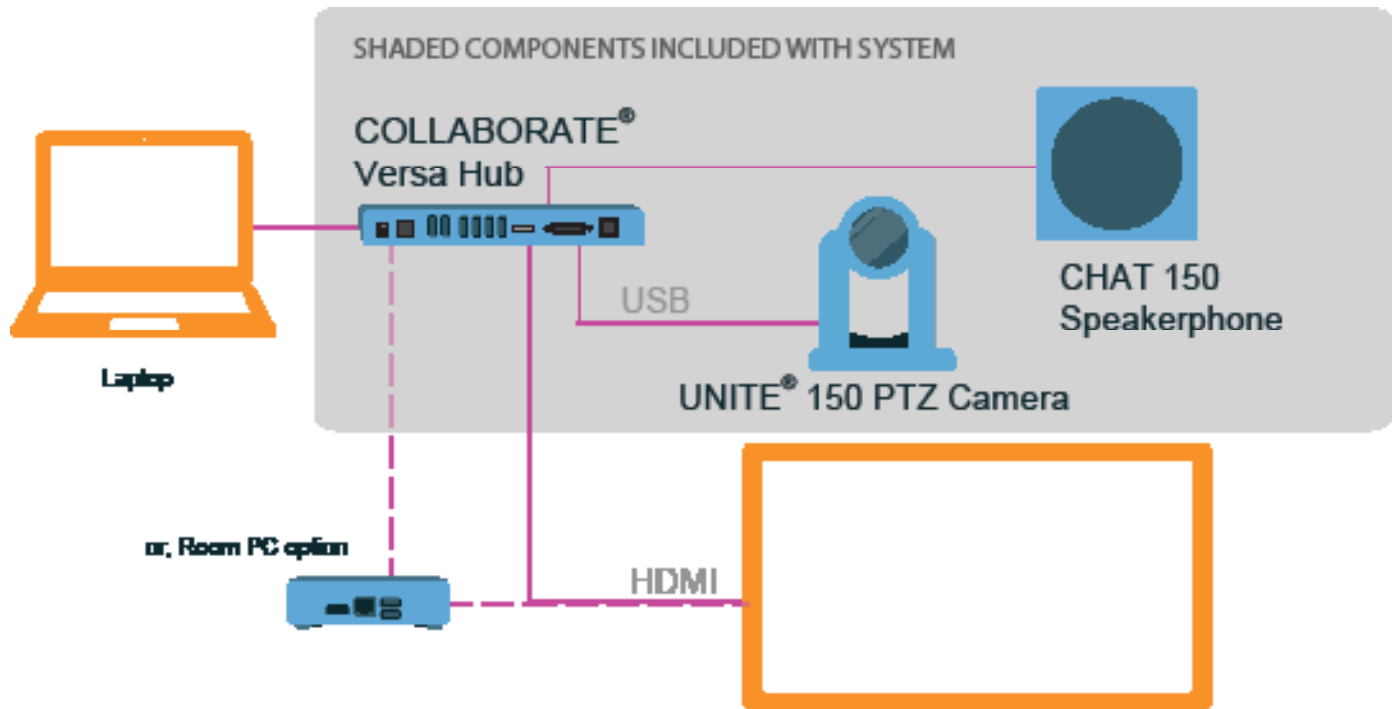 SHADED COMPONENTS INCLUDED WITH SYSTEM
COLLABORATE®
Versa Hub
USB
CHAT 150
Speakerphone
UNITE® 150 PTZ Camera
Laptop
or, Room PC option
HDMI